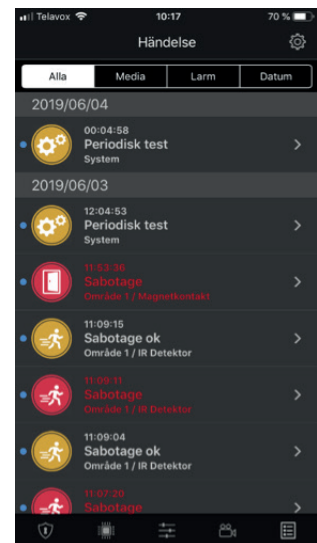 Telavox 10:17 70 %
Händelse
Alla Media Larm Datum
2019/06/04
00:04:58
Periodisk test
System
2019/06/03
12:04:53
Periodisk test
System
11:53:36
Sabotage
Område 1 / Magnetkontakt
11:09:15
Sabotage ok
Område 1 / IR Detektor
11:09:11
Sabotage
Område 1 / IR Detektor
11:09:04
Sabotage ok
Område 1 / IR Detektor
11:07:20
Sabotage